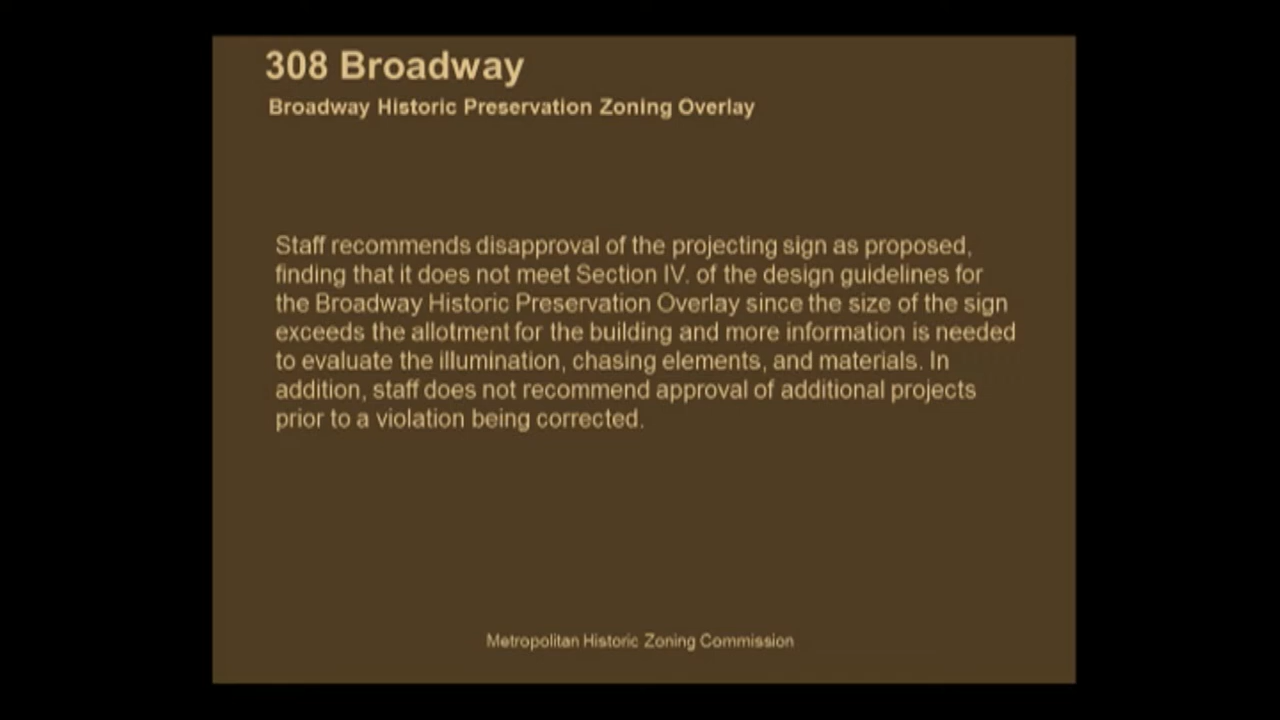 308 Broadway
Broadway Historic Preservation Zoning Overlay
Staff recommends disapproval of the projecting sign as proposed,
finding that it does not meet Section IV. of the design guidelines for
the Broadway Historic Preservation Overlay since the size of the sign
exceeds the allotment for the building and more information is needed
to evaluate the illumination, chasing elements, and materials. In
addition, staff does not recommend approval of additional projects
prior to a violation being corrected.
Metropolitan Historic Zoning Commission